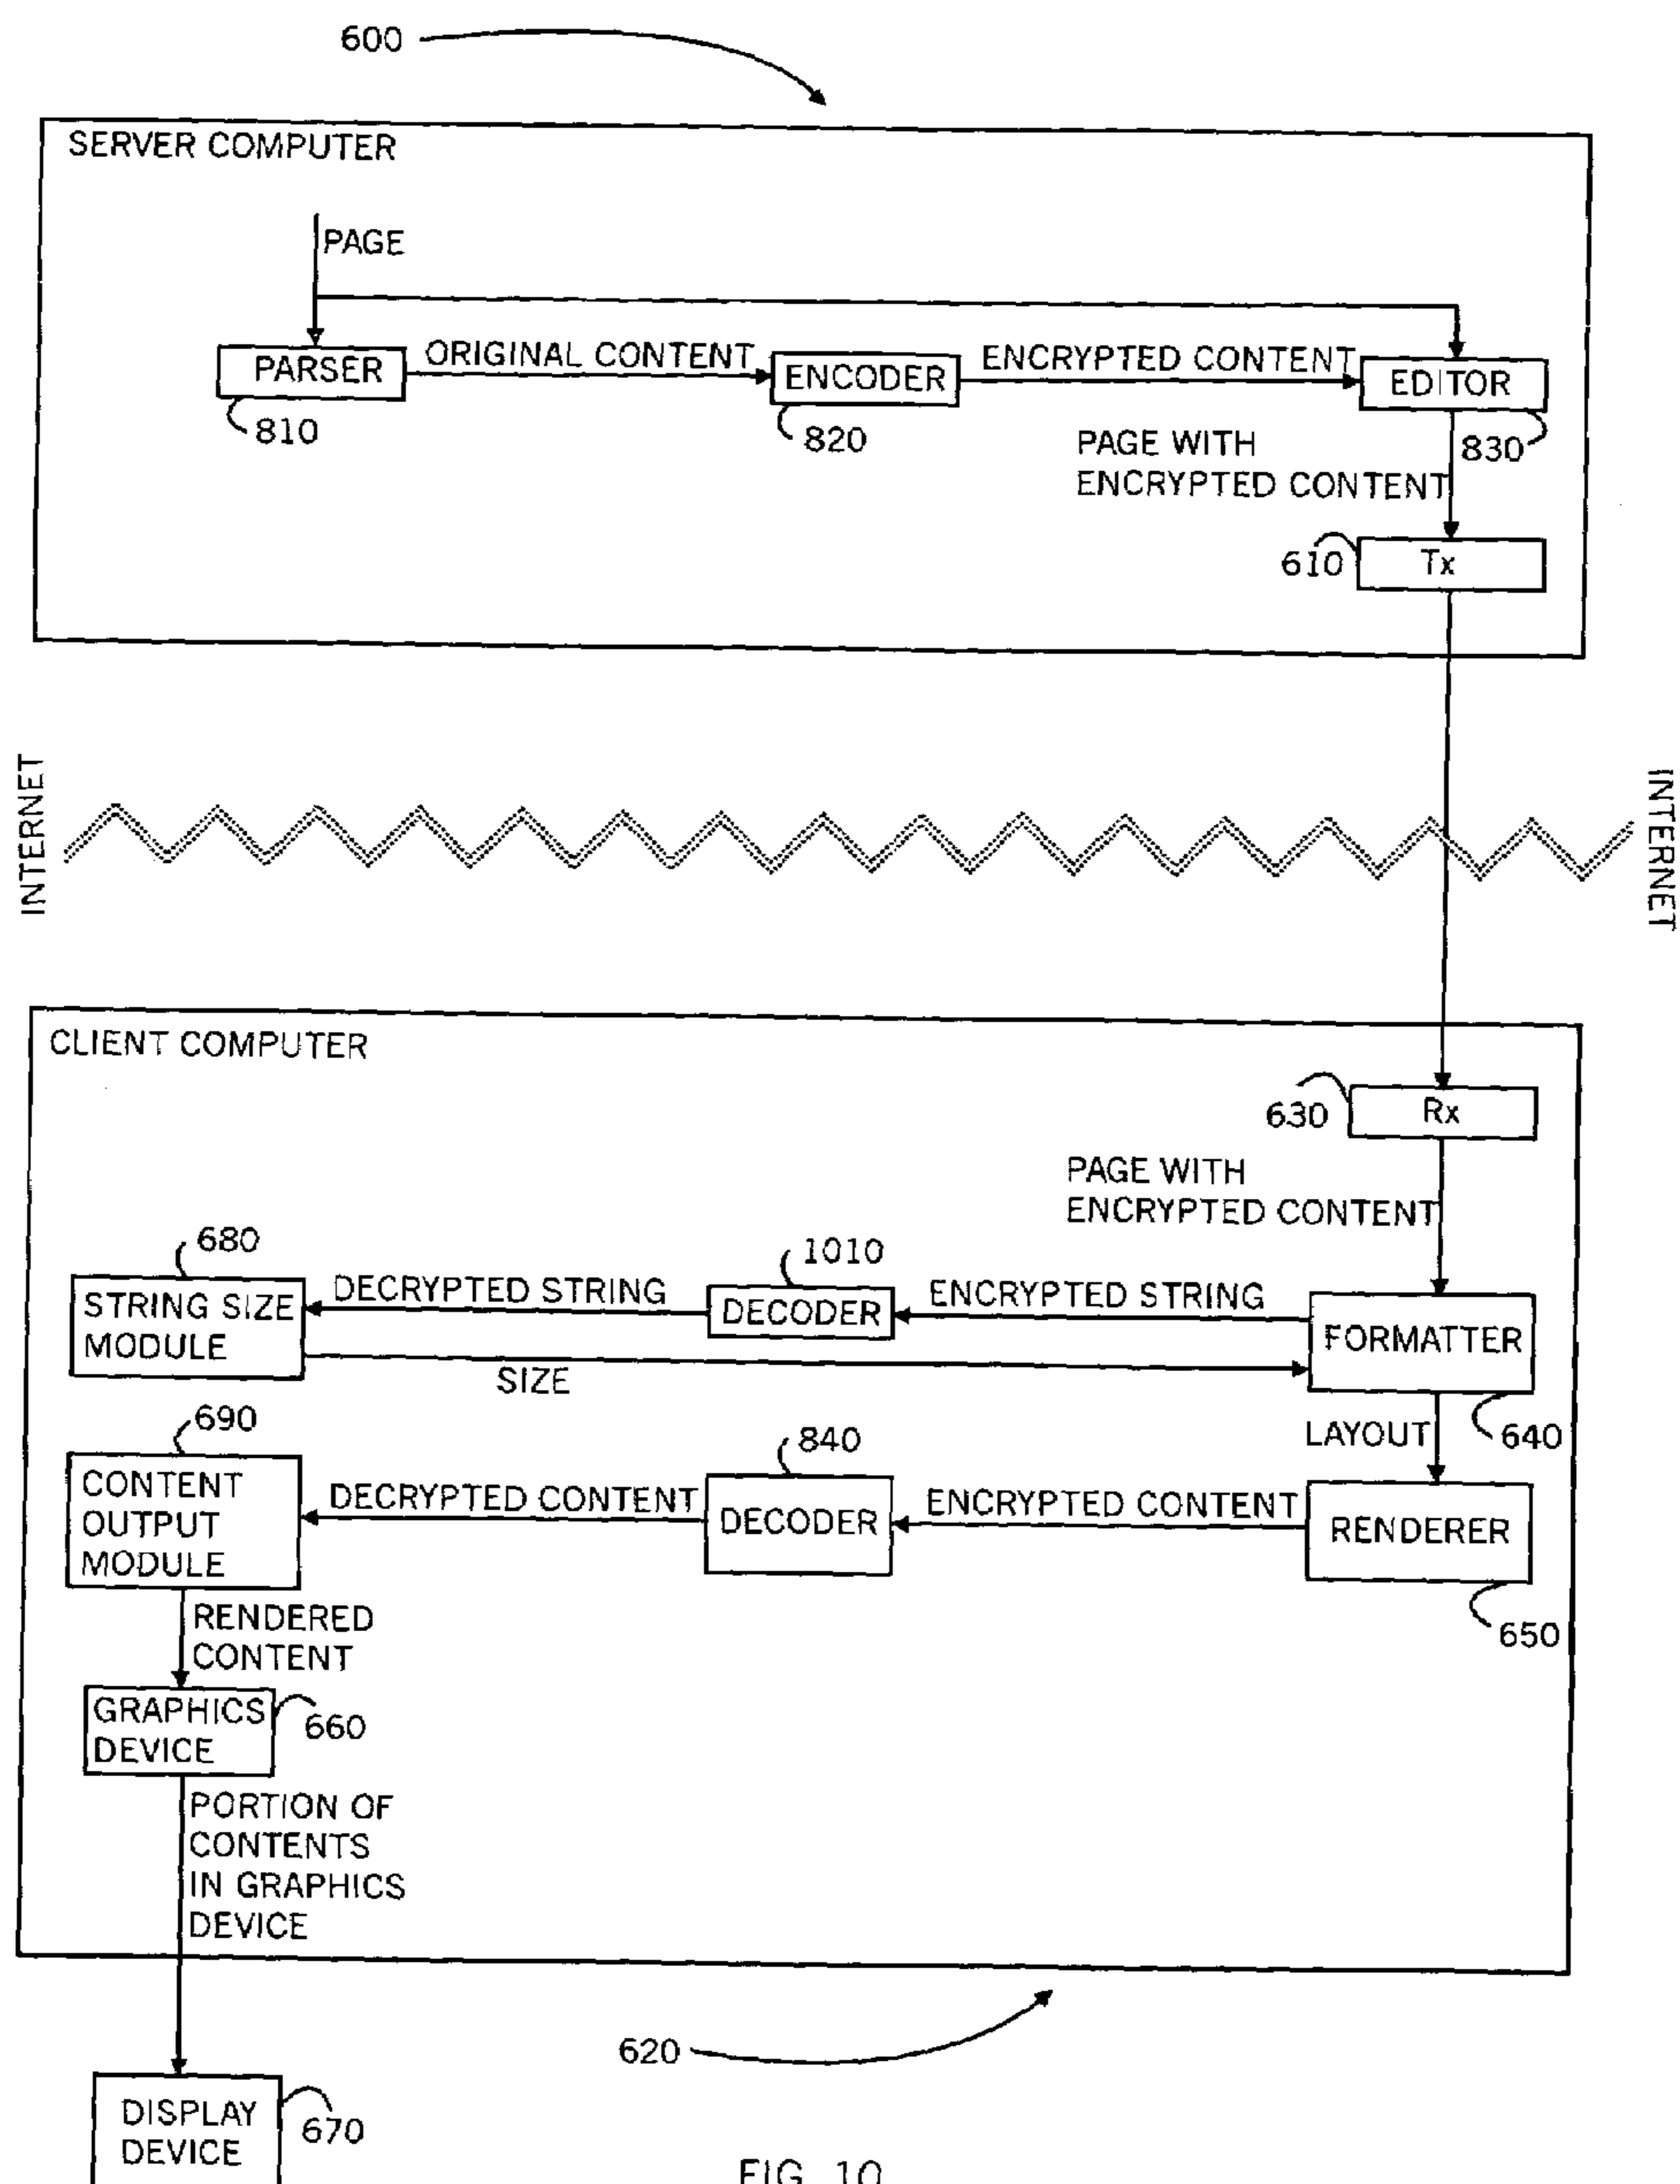 600
SERVER COMPUTER
PAGE
PARSER
ORIGINAL CONTENT
ENCODER
ENCRYPTED CONTENT
EDITOR
810
820
830
PAGE WITH
ENCRYPTED CONTENT
610
Tx
INTERNET
INTERNET
CLIENT COMPUTER
630
Rx
PAGE WITH
ENCRYPTED CONTENT
680
1010
STRING SIZE
MODULE
DECRYPTED STRING
DECODER
ENCRYPTED STRING
FORMATTER
SIZE
690
840
LAYOUT
640
CONTENT
OUTPUT
MODULE
DECRYPTED CONTENT
DECODER
ENCRYPTED CONTENT
RENDERER
650
RENDERED
CONTENT
GRAPHICS
DEVICE
660
PORTION OF
CONTENTS
IN GRAPHICS
DEVICE
620
DISPLAY
DEVICE
670
FIG. 10